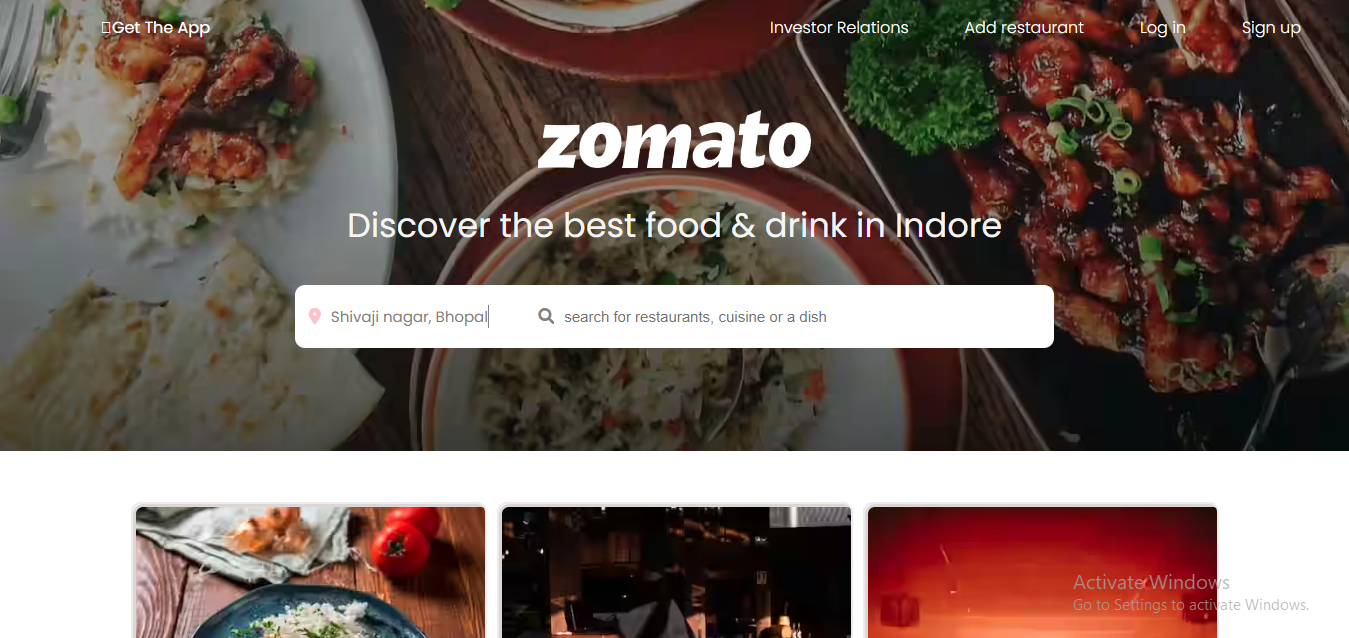 Get The App
Investor Relations
Add restaurant
Log in
Sign up
zomato
Discover the best food & drink in Indore
Shivaji nagar, Bhopal
search for restaurants, cuisine or a dish
Activate Windows
Go to Settings to activate Windows.